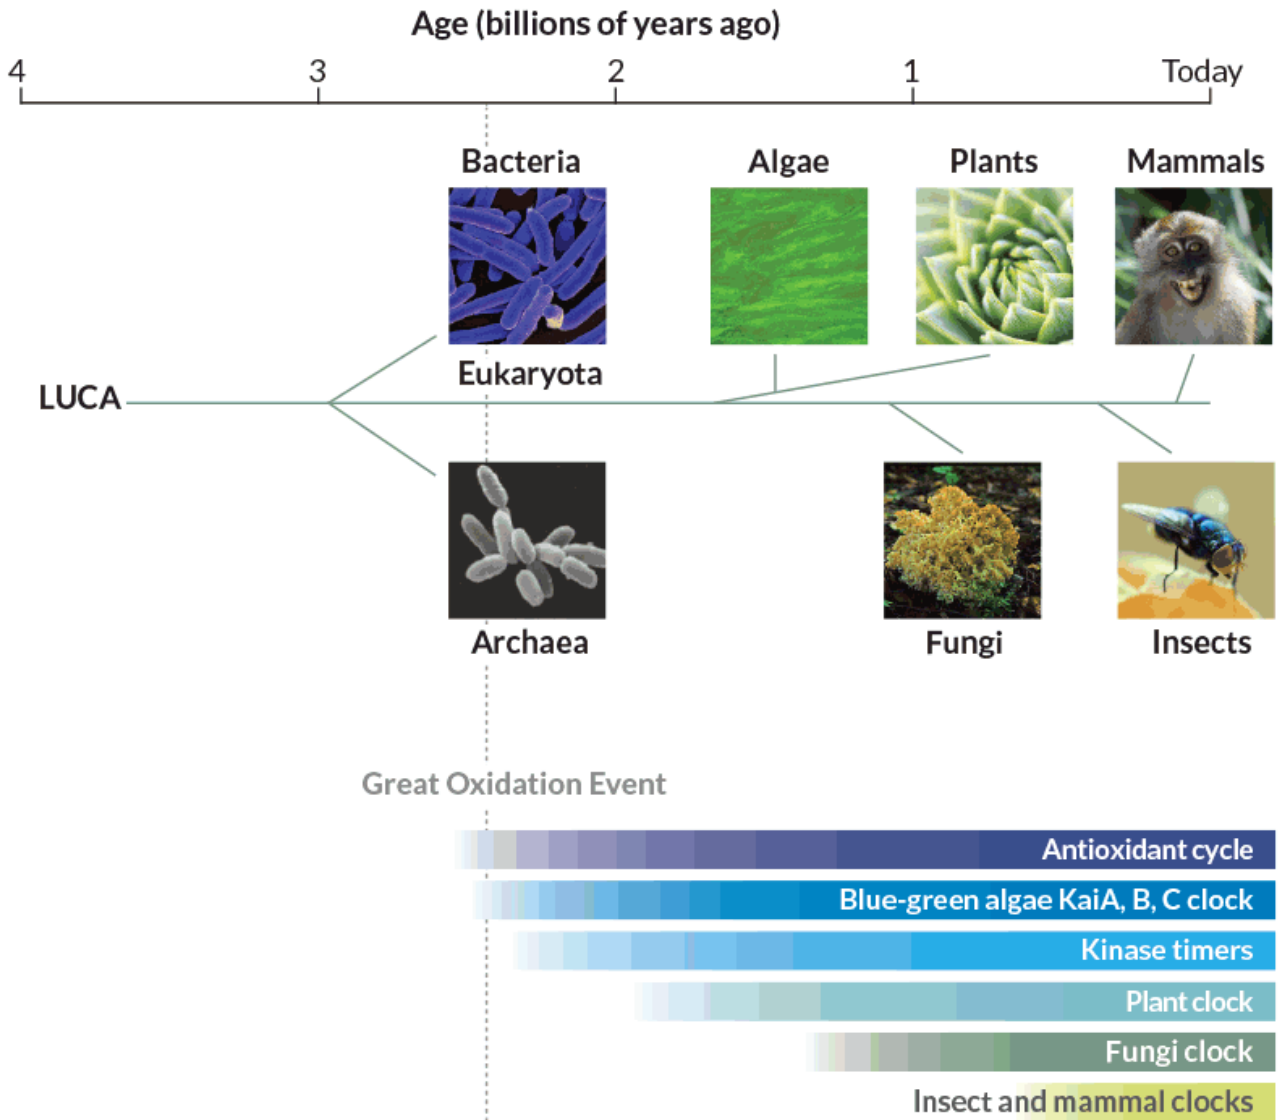 Age (billions of years ago)
4 3 2 1 Today
Bacteria Algae Plants Mammals
Eukaryota
LUCA
Archaea Fungi Insects
Great Oxidation Event
Antioxidant cycle
Blue-green algae KaiA, B, C clock
Kinase timers
Plant clock
Fungi clock
Insect and mammal clocks